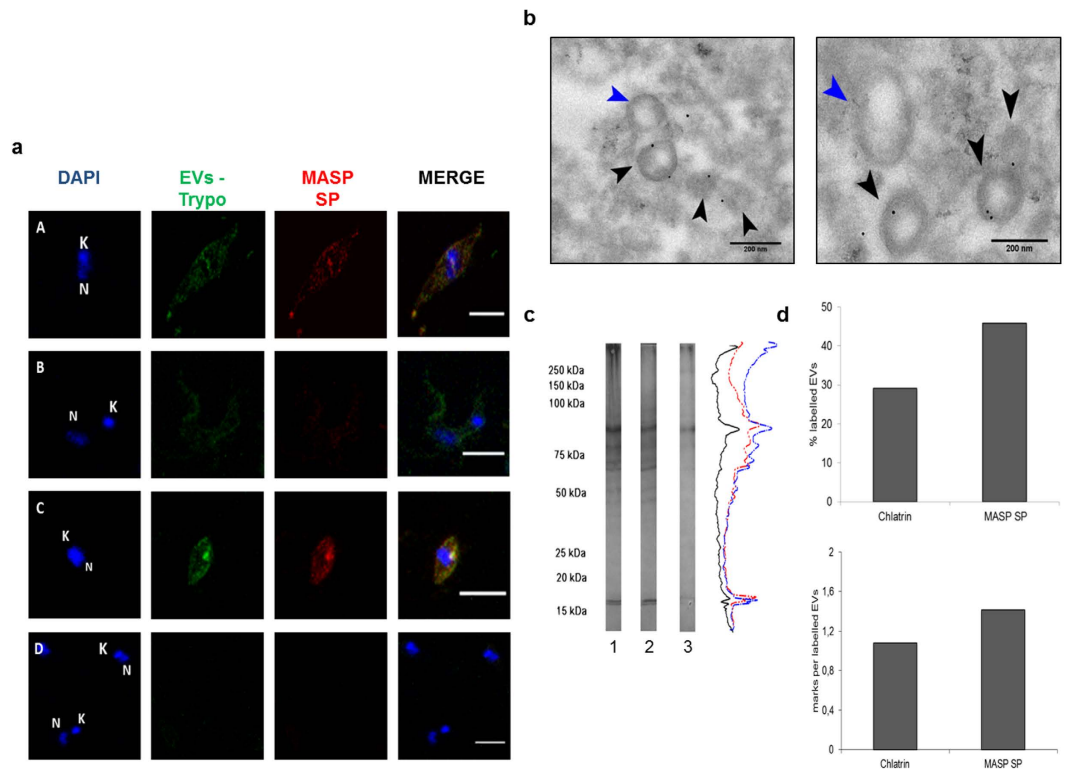 a
DAPI
EVs -
Trypo
MASP
SP
MERGE
A
K
N
B
N
K
C
K
N
D
K
N
N
K
b
200 nm
200 nm
c
250 kDa
150 kDa
100 kDa
75 kDa
50 kDa
25 kDa
20 kDa
15 kDa
1 2 3
d
50
40
30
20
10
0
% labelled EVs
Chlatrin MASP SP
2
1,6
1,2
0,8
0,4
0
marks per labelled EVs
Chlatrin MASP SP